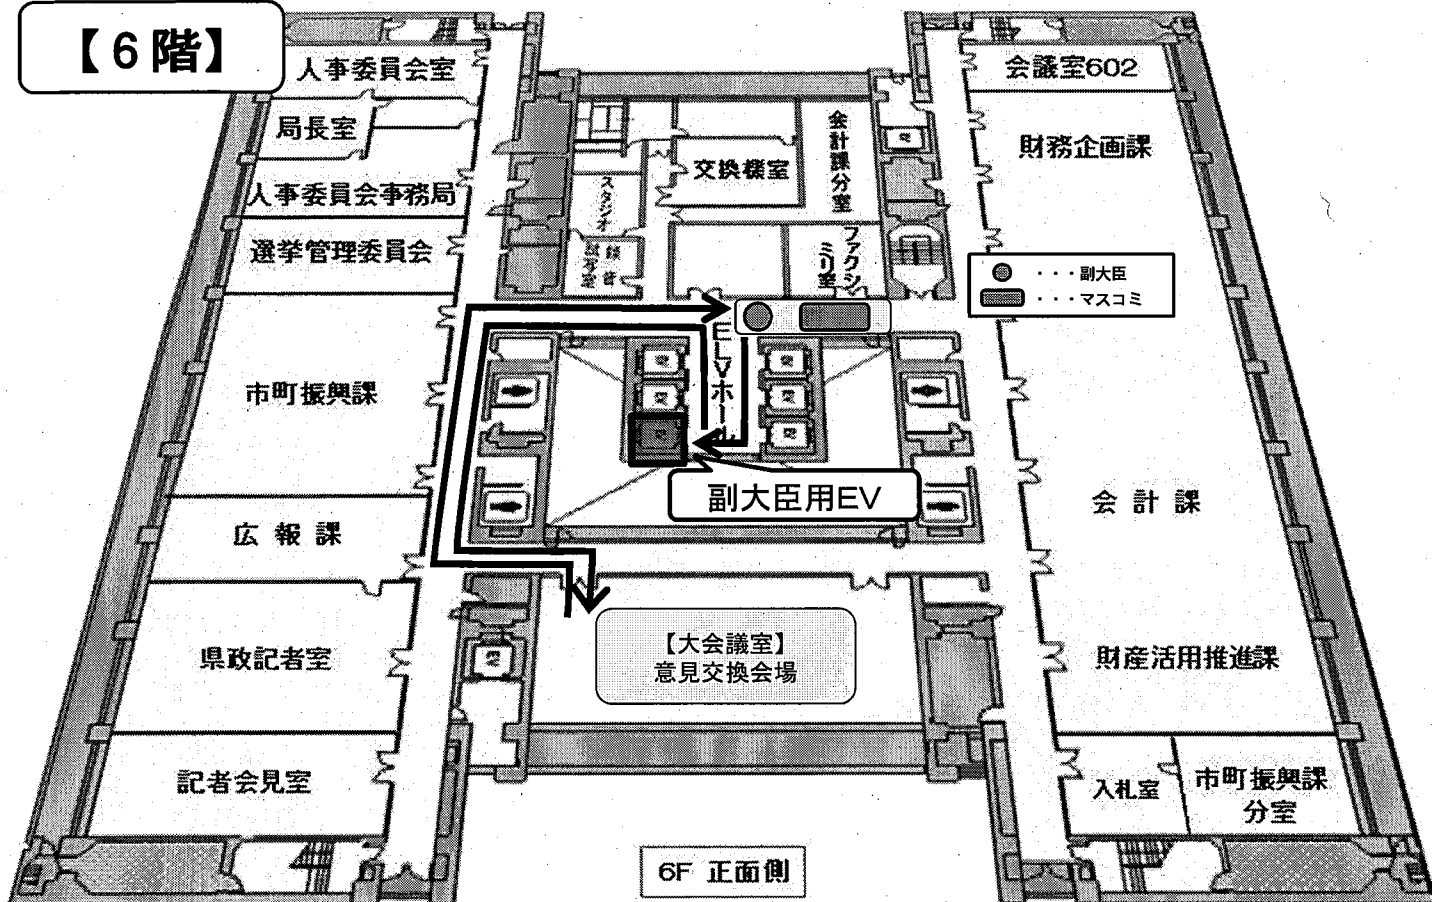 【6階】
人事委員会室
会議室602
局長室
交換機室
会計課分室
財務企画課
人事委員会事務局
スタジオ
選挙管理委員会
録音
試写室
ファクシ
ミリ室
・・・副大臣
・・・マスコミ
ELVホール
市町振興課
副大臣用EV
会計課
広報課
【大会議室】
意見交換会場
県政記者室
財産活用推進課
記者会見室
入札室
市町振興課
分室
6F 正面側